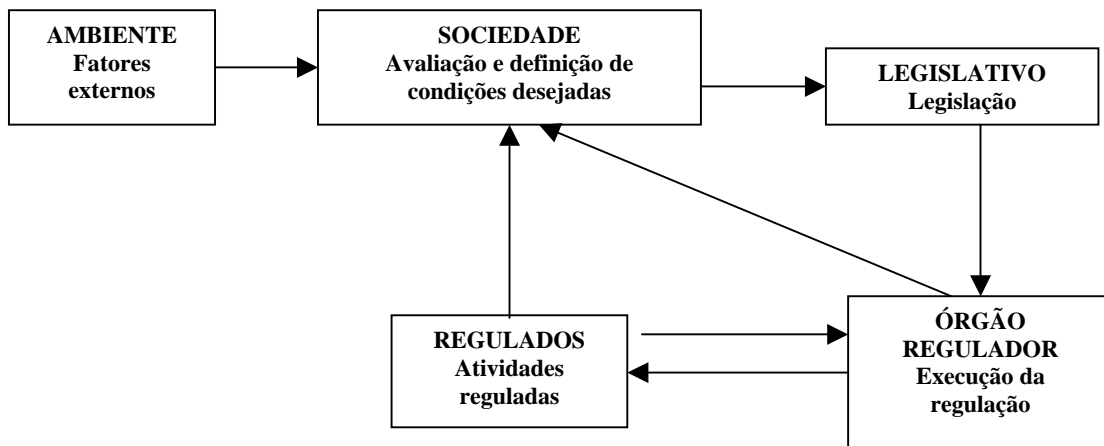 AMBIENTE
Fatores
externos
SOCIEDADE
Avaliação e definição de
condições desejadas
LEGISLATIVO
Legislação
REGULADOS
Atividades
reguladas
ÓRGÃO
REGULADOR
Execução da
regulação